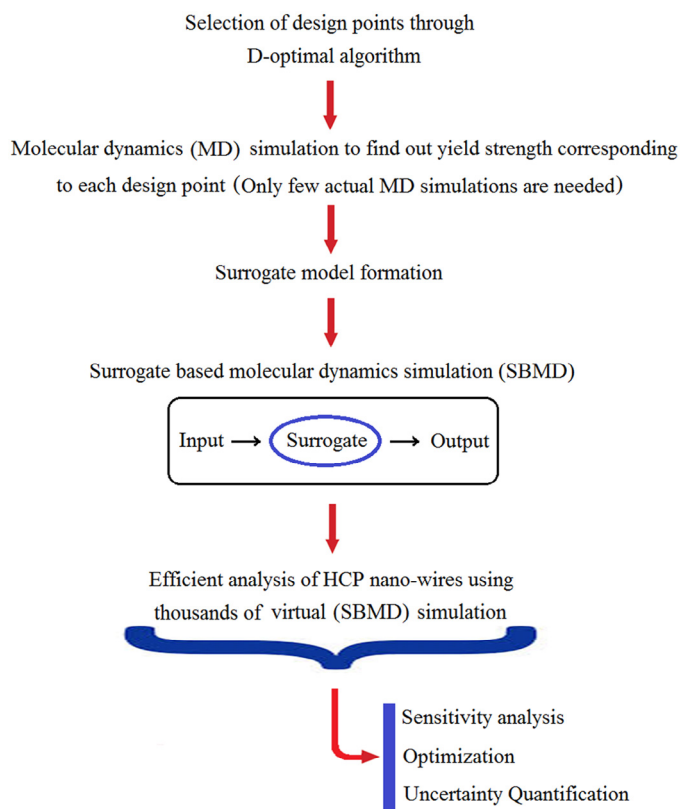 Selection of design points through
D-optimal algorithm
Molecular dynamics (MD) simulation to find out yield strength corresponding
to each design point (Only few actual MD simulations are needed)
Surrogate model formation
Surrogate based molecular dynamics simulation (SBMD)
Input Surrogate Output
Efficient analysis of HCP nano-wires using
thousands of virtual (SBMD) simulation
Sensitivity analysis
Optimization
Uncertainty Quantification